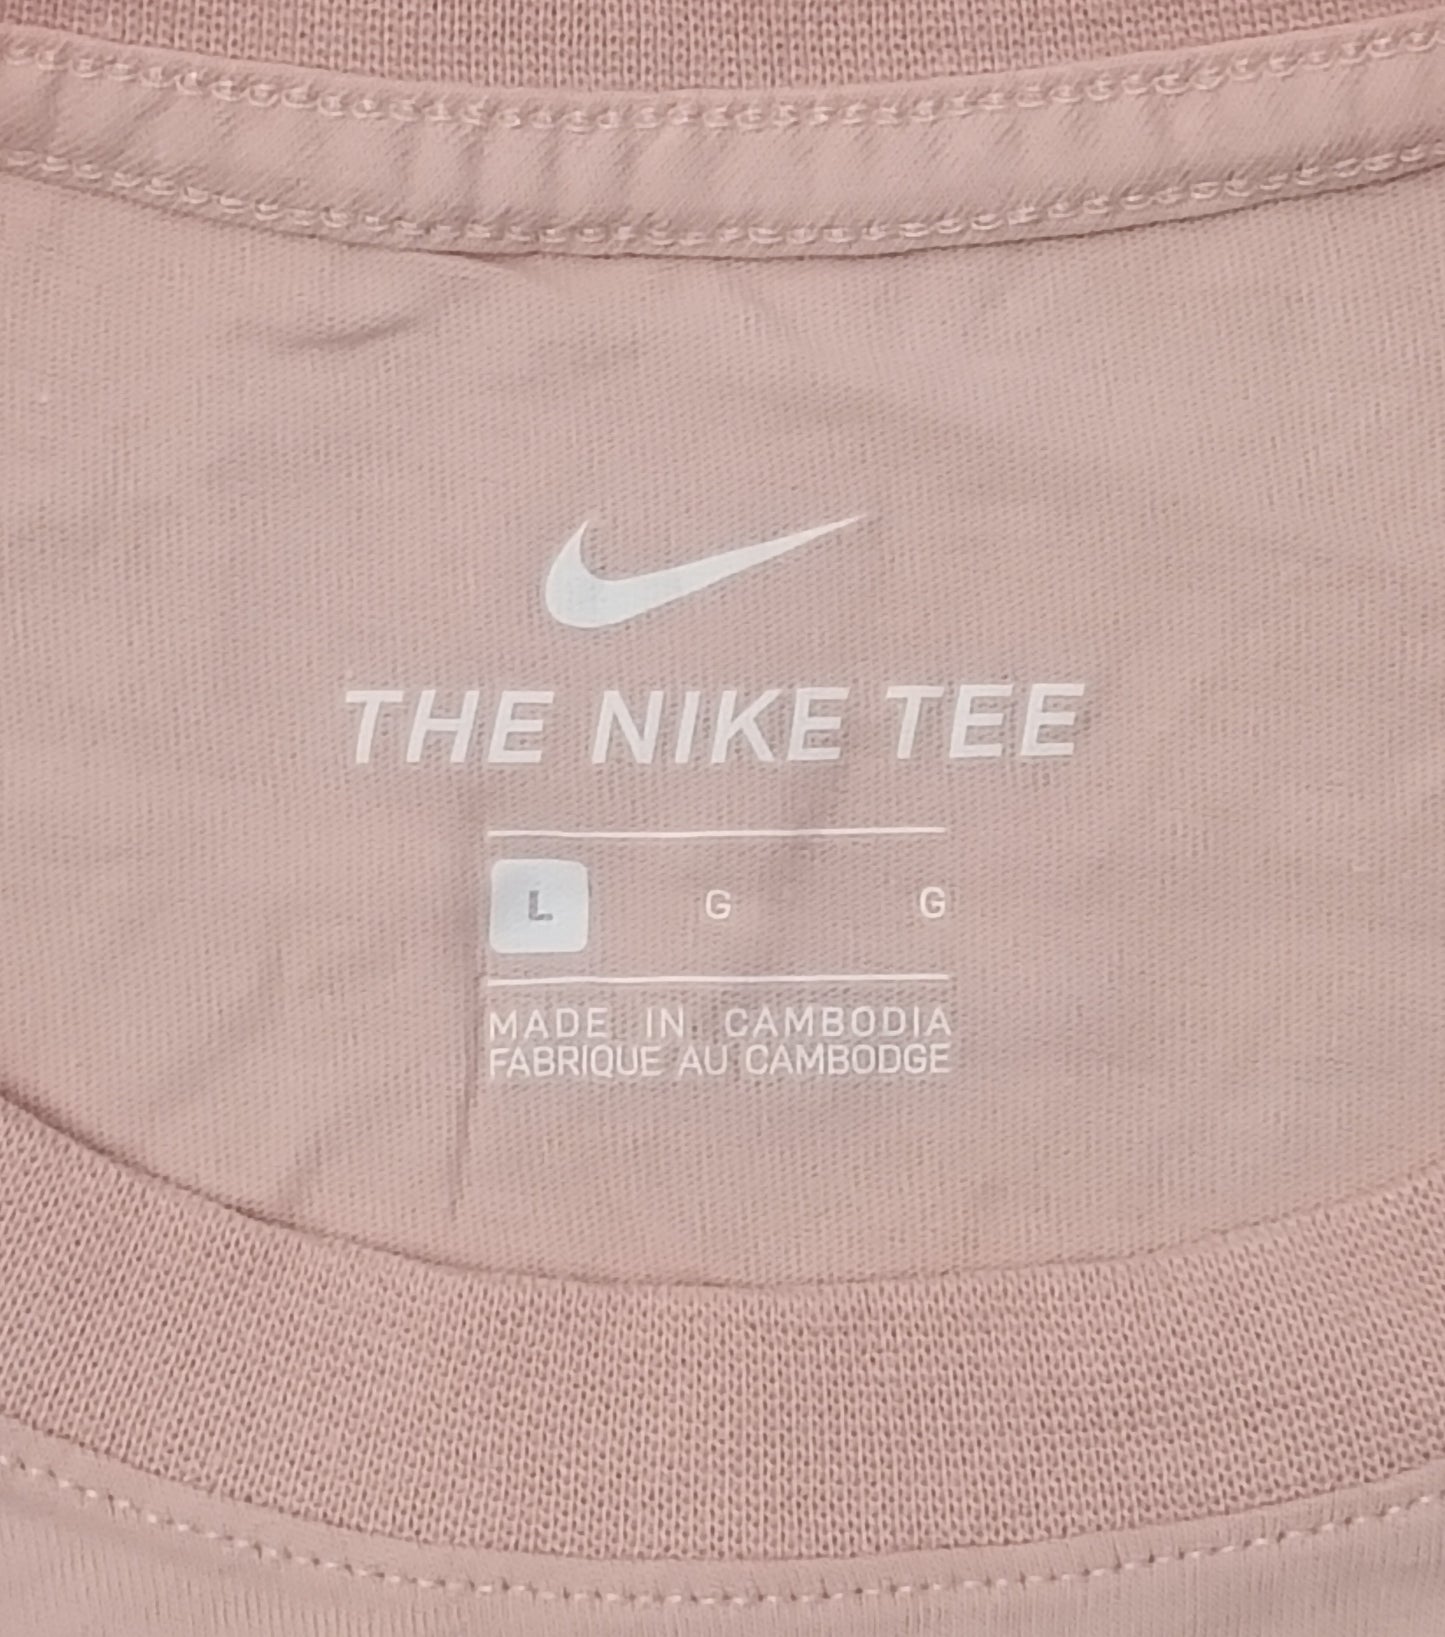 THE NIKE TEE
L G G
MADE IN CAMBODIA
FABRIQUE AU CAMBODGE